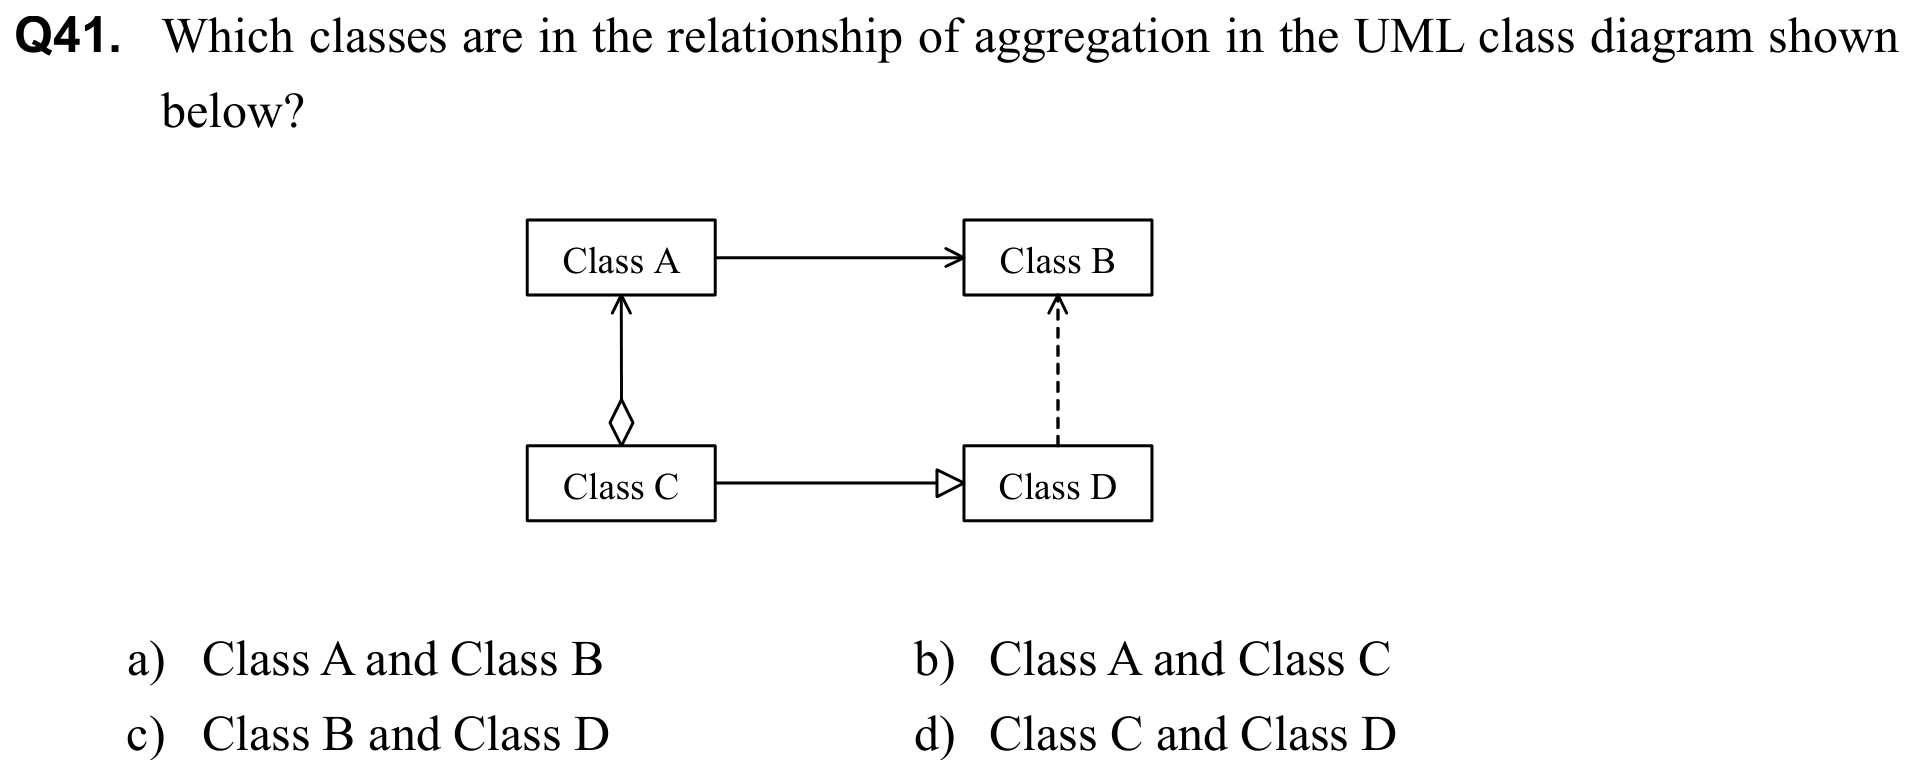 Q41. Which classes are in the relationship of aggregation in the UML class diagram shown
below?
Class A
Class B
Class C
Class D
a) Class A and Class B
b) Class A and Class C
c) Class B and Class D
d) Class C and Class D